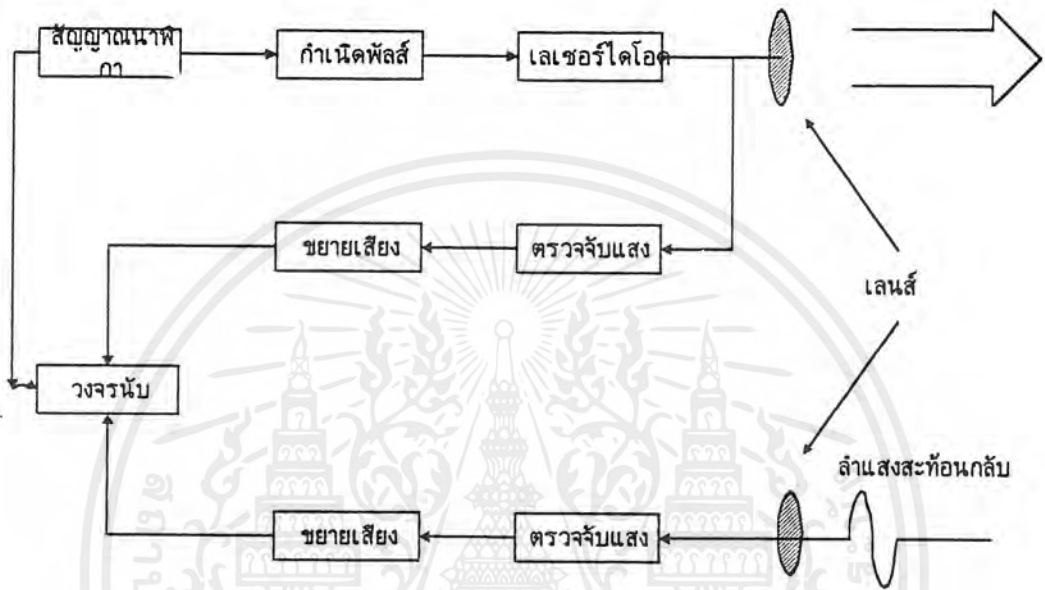 สัญญาณนาฬิ
กา
กำเนิดพัลส์
เลเซอร์ไดโอด
ขยายเสียง
ตรวจจับแสง
เลนส์
วงจรนับ
ลำแสงสะท้อนกลับ
ขยายเสียง
ตรวจจับแสง